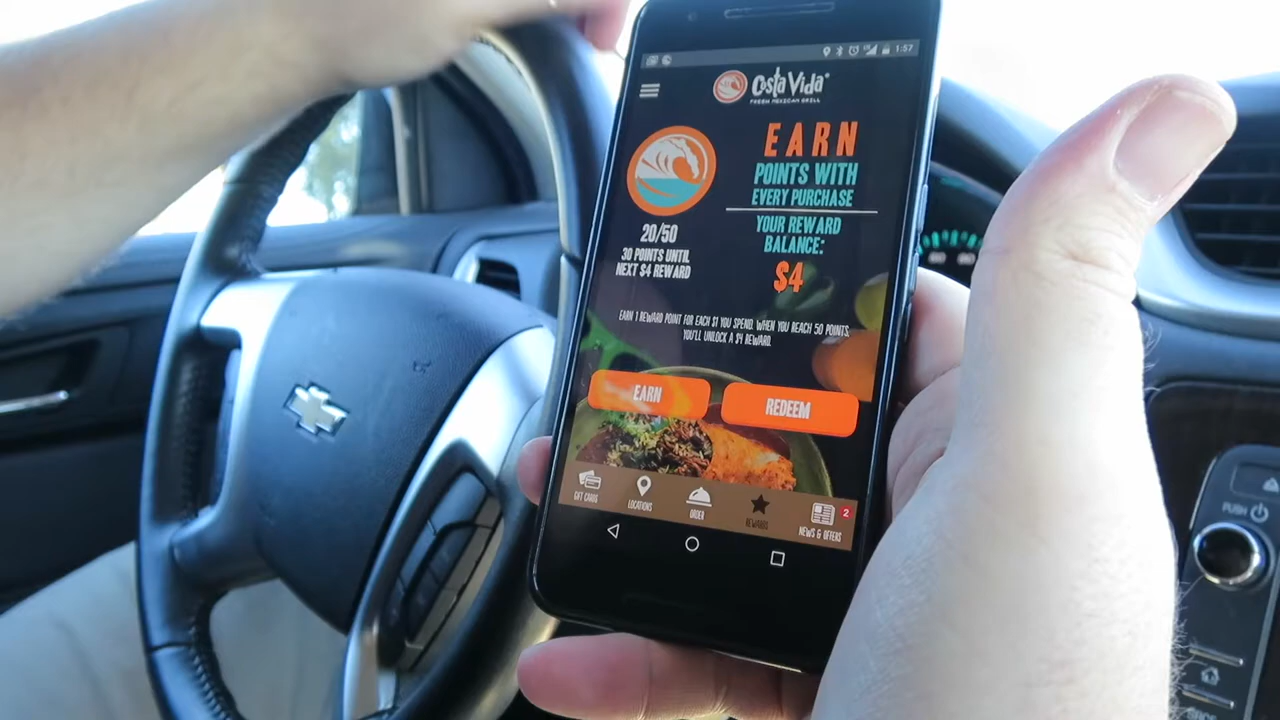 1:57
Costa Vida
FRESH MEXICAN GRILL
EARN
POINTS WITH
EVERY PURCHASE
20/50
30 POINTS UNTIL
NEXT $4 REWARD
YOUR REWARD
BALANCE:
$4
EARN 1 REWARD POINT FOR EACH $1 YOU SPEND. WHEN YOU REACH 50 POINTS,
YOU'LL UNLOCK A $4 REWARD.
EARN
REDEEM
GIFT CARDS
LOCATIONS
ORDER
REWARDS
NEWS & OFFERS
2
PUSH